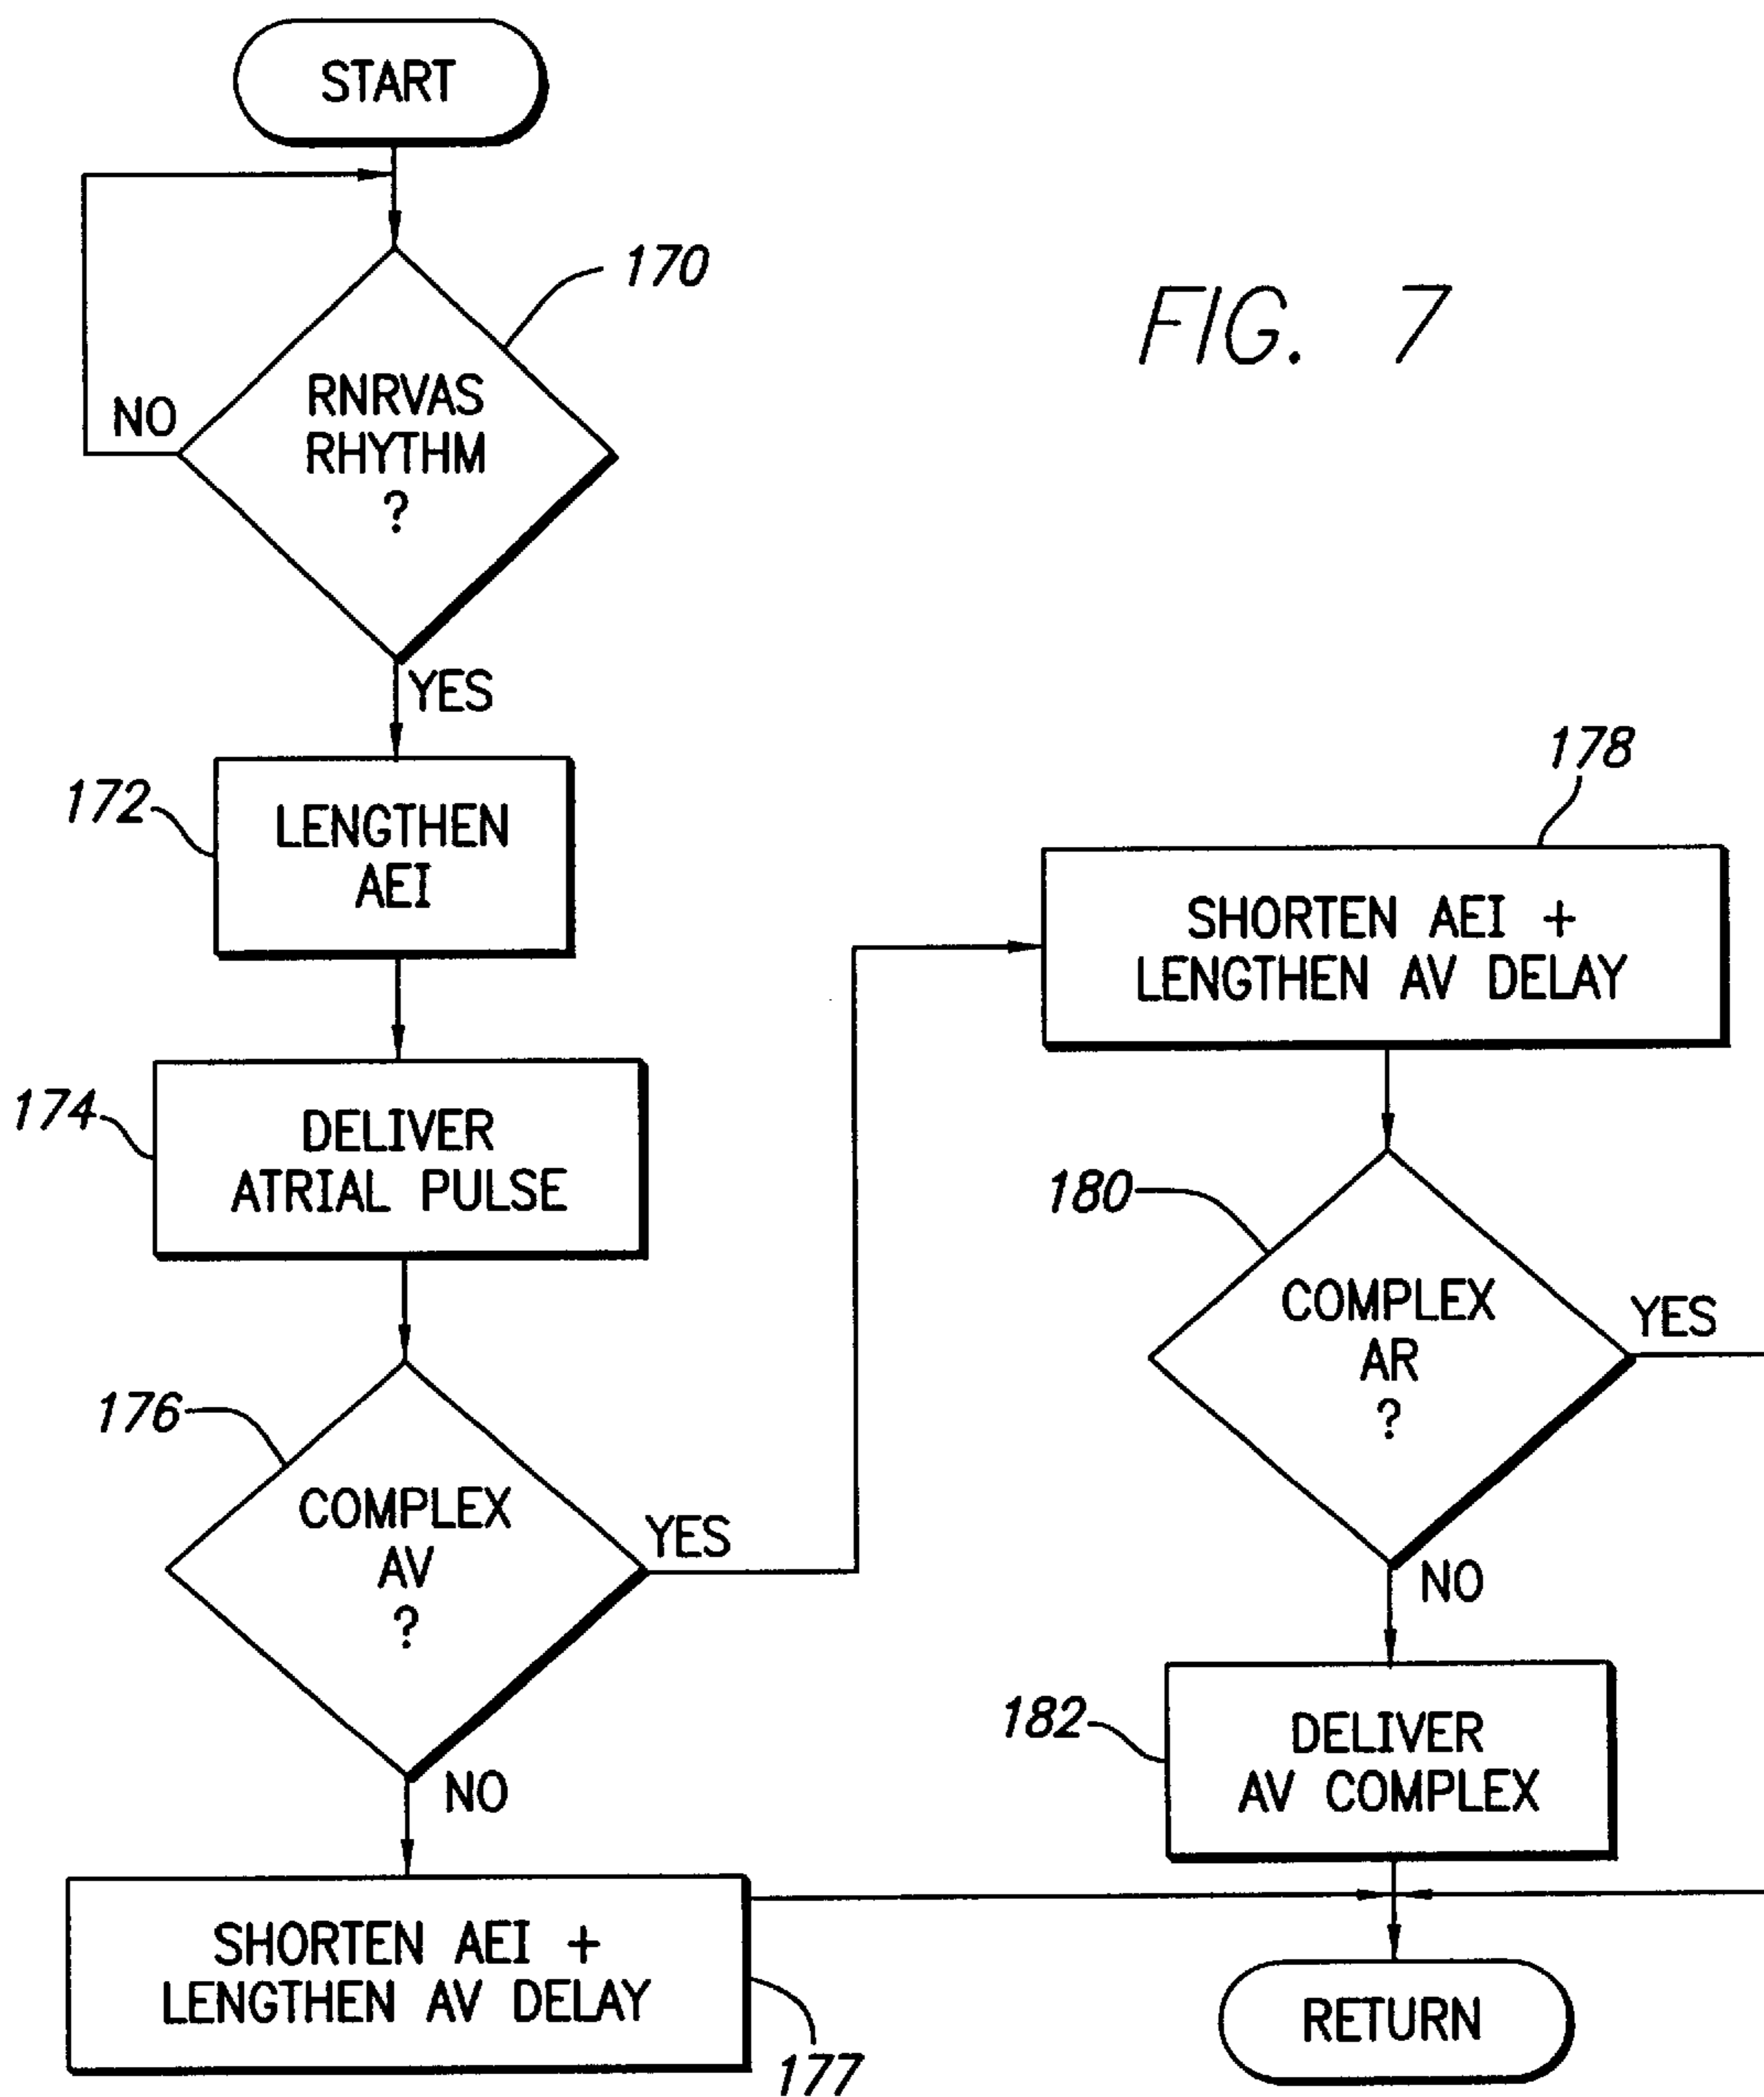 START
FIG. 7
170
RNRVAS
RHYTHM
?
NO
YES
172
LENGTHEN
AEI
174
DELIVER
ATRIAL PULSE
176
COMPLEX
AV
?
YES
NO
SHORTEN AEI +
LENGTHEN AV DELAY
177
178
SHORTEN AEI +
LENGTHEN AV DELAY
180
COMPLEX
AR
?
YES
NO
182
DELIVER
AV COMPLEX
RETURN